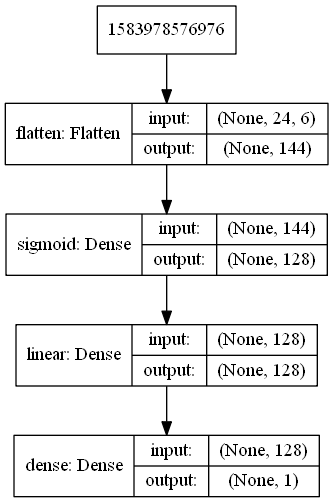 1583978576976
flatten: Flatten
input: (None, 24, 6)
output: (None, 144)
sigmoid: Dense
input: (None, 144)
output: (None, 128)
linear: Dense
input: (None, 128)
output: (None, 128)
dense: Dense
input: (None, 128)
output: (None, 1)